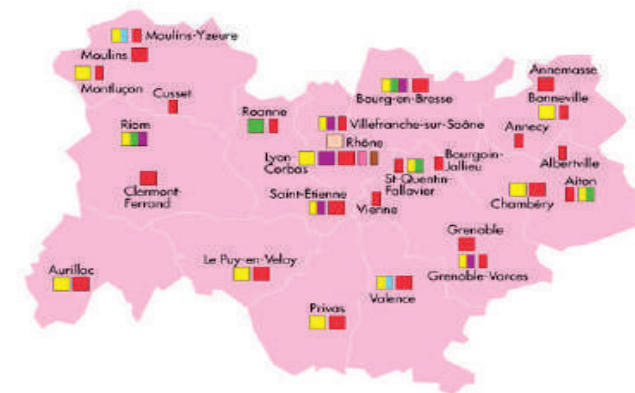 Moulins-Yzeure
Moulins
Montluçon
Cusset
Riom
Clermont-
Ferrand
Aurillac
Roanne
Bourg-en-Bresse
Villefranche-sur-Saône
Rhône
Lyon-
Corbas
Saint-Étienne
Vienne
St-Quentin-
Fallavier
Bourgoin-
Jallieu
Annemasse
Bonneville
Annecy
Albertville
Aiton
Chambéry
Grenoble
Grenoble-Varces
Le Puy-en-Velay
Valence
Privas